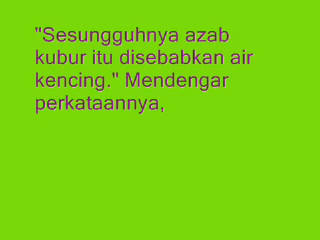 "Sesungguhnya azab
kubur itu disebabkan air
kencing." Mendengar
perkataannya,